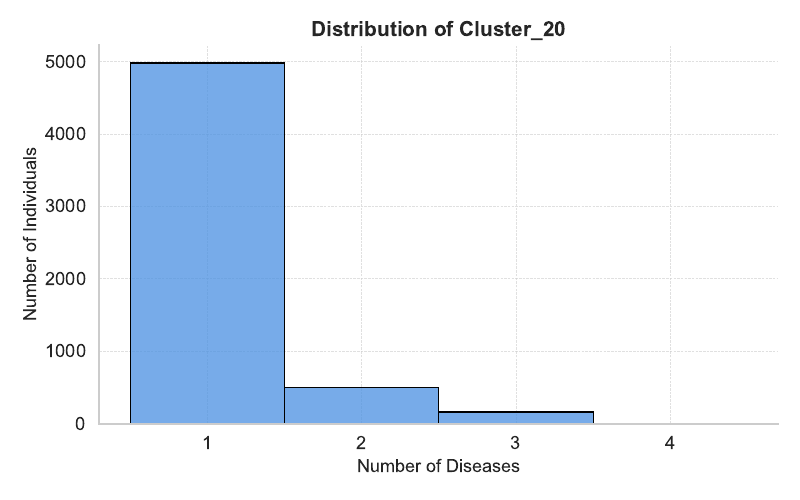 Distribution of Cluster_20
Number of Individuals
5000
4000
3000
2000
1000
0
1 2 3 4
Number of Diseases